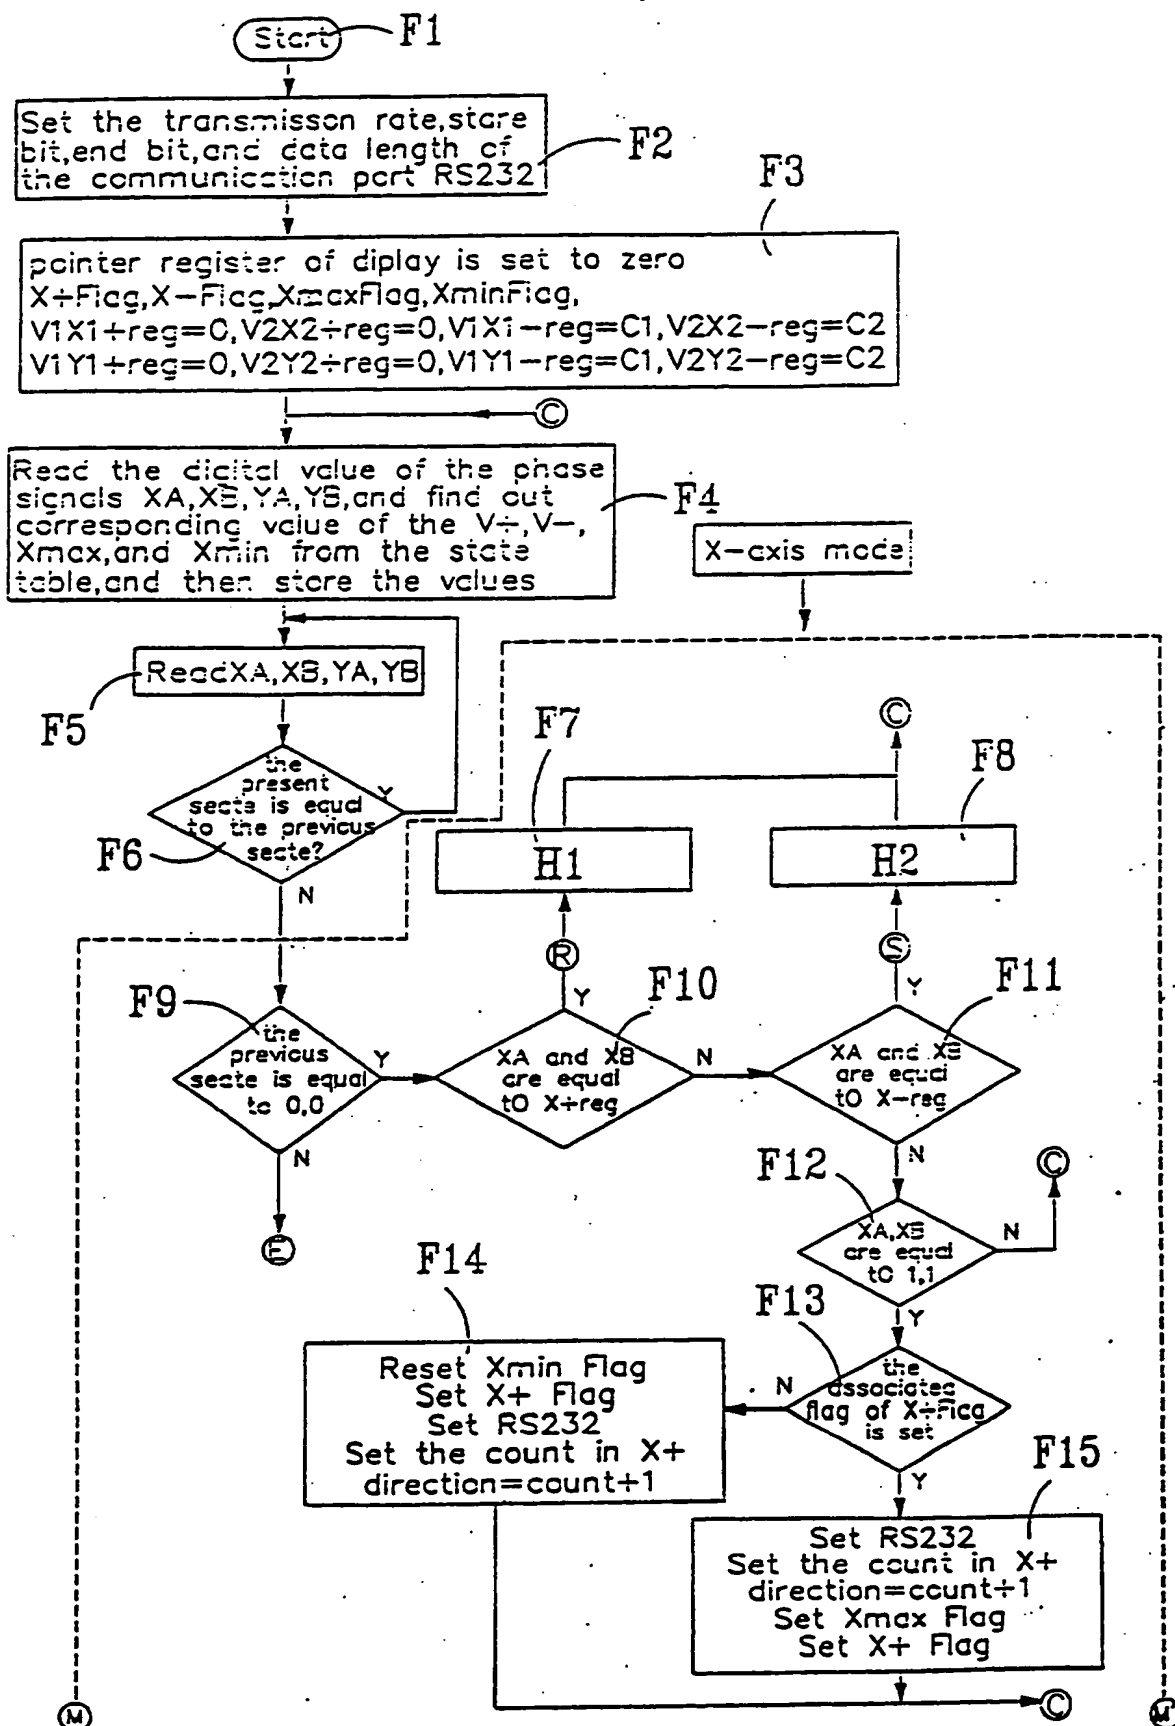 Start
F1
Set the transmisson rate,stare
bit,end bit,and data length of
the communication port RS232
F2
F3
pointer register of diplay is set to zero
X+Flag,X-Flag,XmaxFlag,XminFlag,
V1X1+reg=0,V2X2+reg=0,V1X1-reg=C1,V2X2-reg=C2
V1Y1+reg=0,V2Y2+reg=0,V1Y1-reg=C1,V2Y2-reg=C2
C
Read the digital value of the phase
signals XA,XB,YA,YB,and find out
corresponding value of the V+,V-,
Xmax,and Xmin from the state
table,and then store the values
F4
X-axis mode
ReadXA,XB,YA,YB
F5
F7
C
F8
the
present
secte is equal
to the previous
secte?
Y
F6
N
H1
H2
R
S
F9
Y
F10
Y
F11
the
previous
secte is equal
to 0,0
Y
XA and XB
are equal
tO X+reg
N
XA and XB
are equal
tO X-reg
N
N
F12
C
E
XA,XB
are equal
tO 1,1
N
F14
F13
Y
Reset Xmin Flag
Set X+ Flag
Set RS232
Set the count in X+
direction=count+1
N
the
associated
flag of X+Flag
is set
F15
Y
Set RS232
Set the count in X+
direction=count+1
Set Xmax Flag
Set X+ Flag
C
M
M